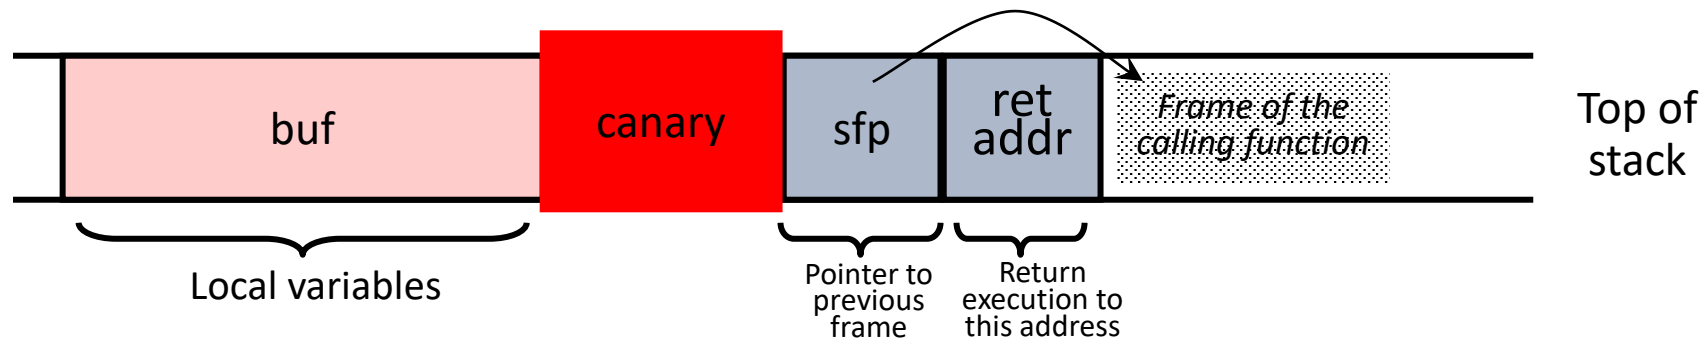 buf
canary
sfp
ret
addr
Frame of the
calling function
Top of
stack
Local variables
Pointer to
previous
frame
Return
execution to
this address